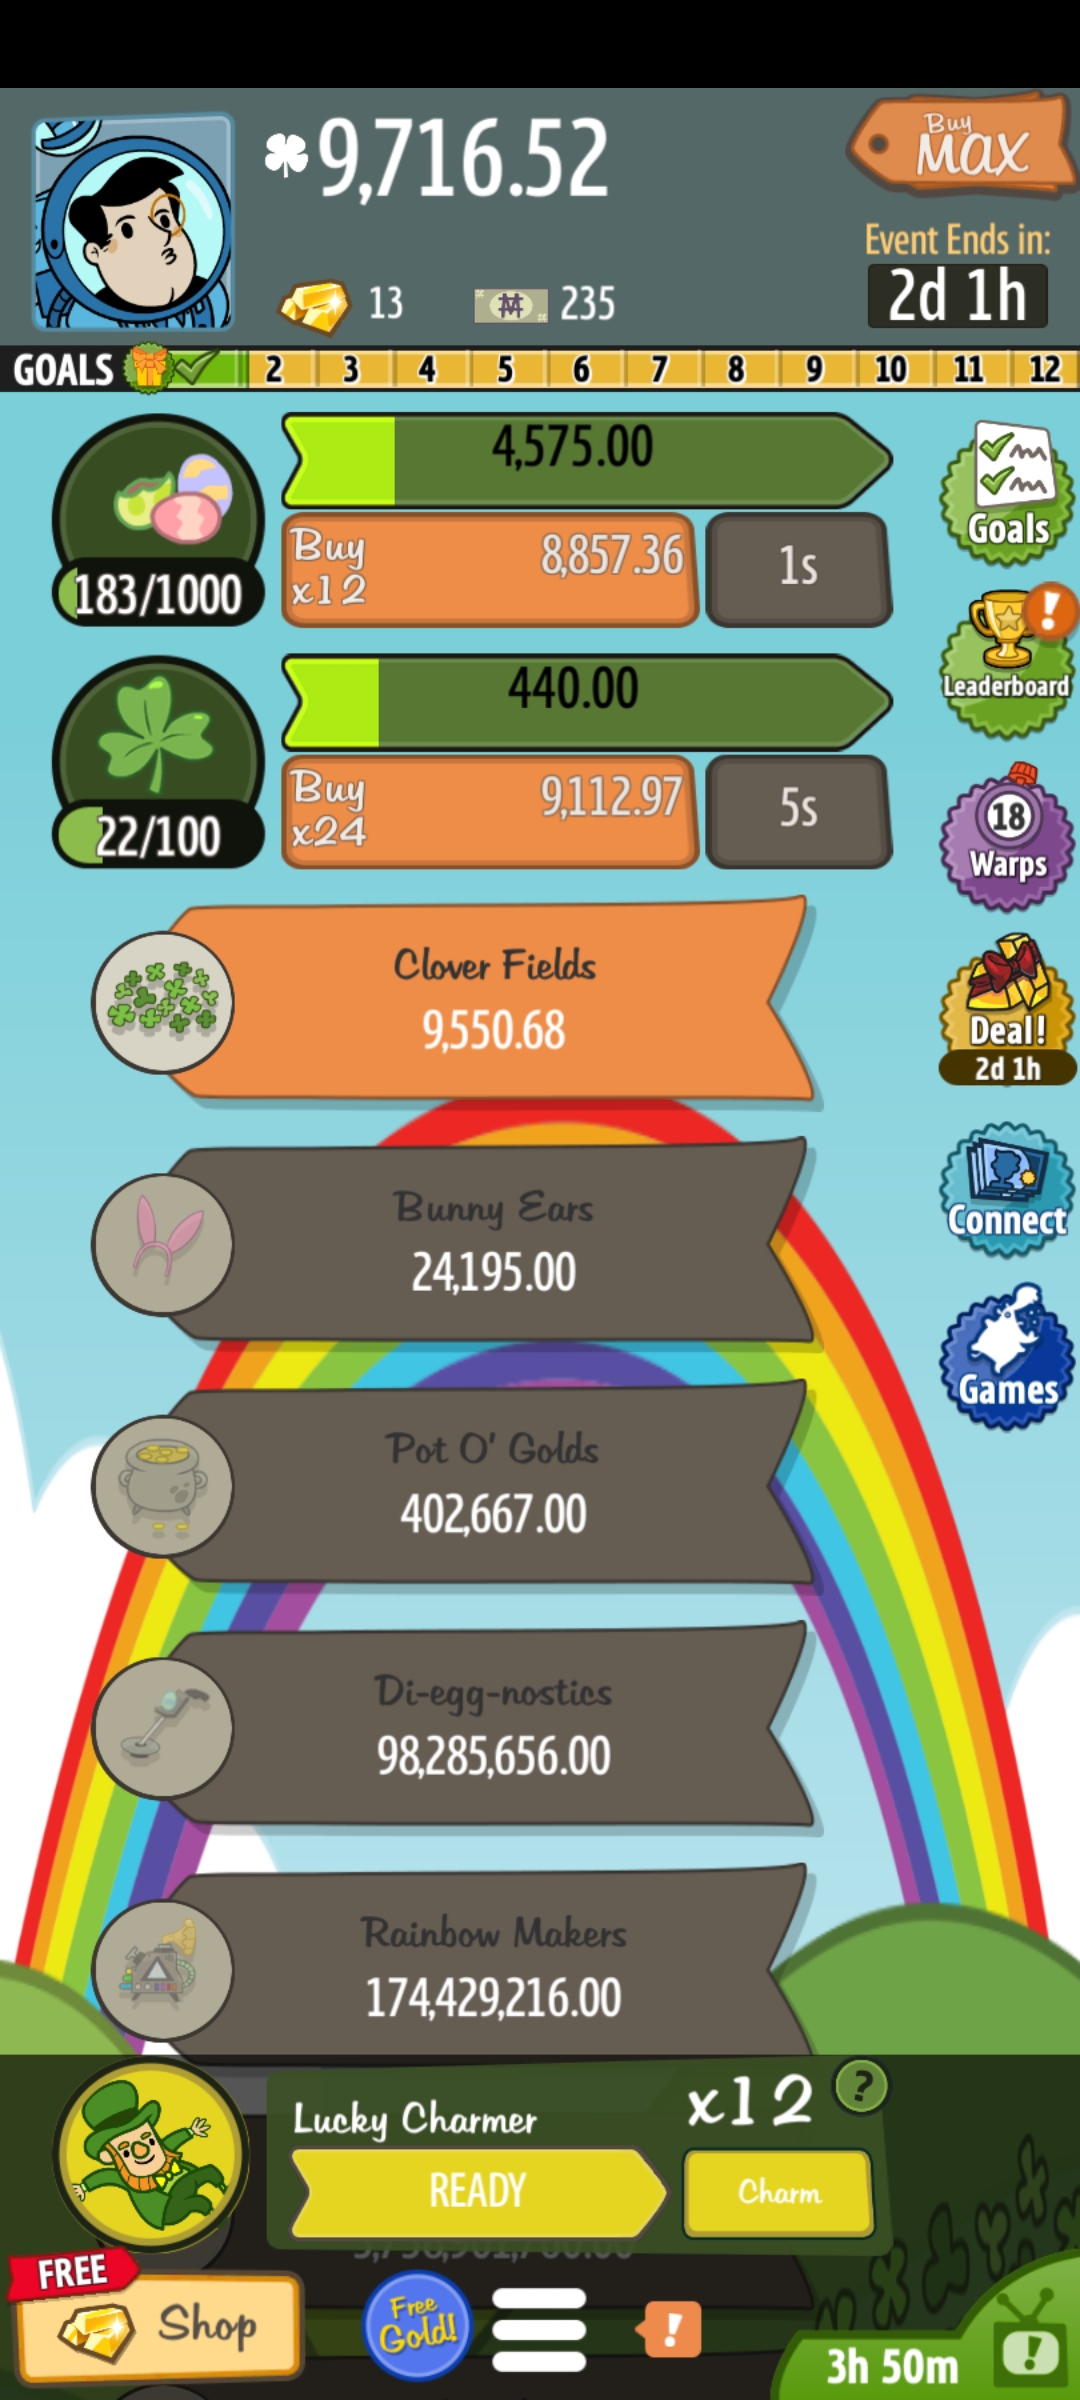 9,716.52
Buy
MAX
13
235
Event Ends in:
2d 1h
GOALS 2 3 4 5 6 7 8 9 10 11 12
4,575.00
Buy
x12
8,857.36
1s
183/1000
440.00
Buy
x24
9,112.97
5s
22/100
Clover Fields
9,550.68
Bunny Ears
24,195.00
Pot O' Golds
402,667.00
Di-egg-nostics
98,285,656.00
Rainbow Makers
174,429,216.00
Goals
Leaderboard
!
18
Warps
Deal!
2d 1h
Connect
Games
Lucky Charmer
x12
?
READY
Charm
FREE
Shop
Free
Gold!
!
3h 50m
!